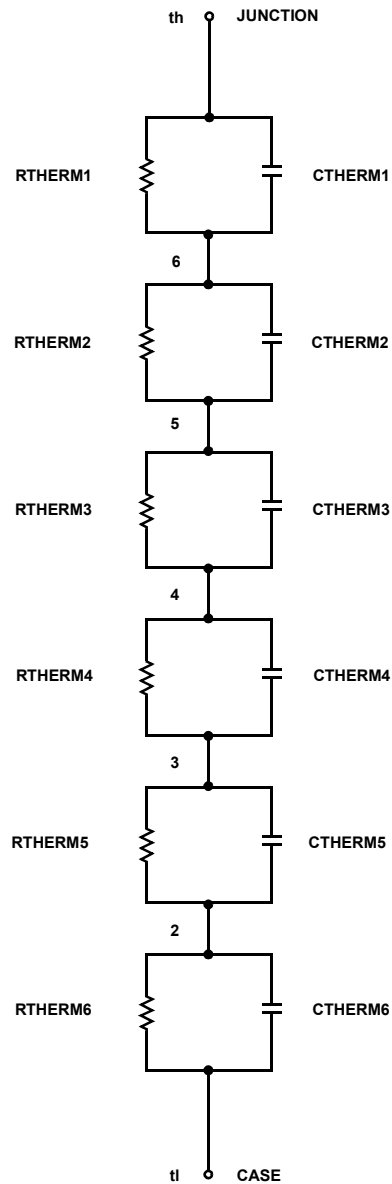 th JUNCTION
RTHERM1 CTHERM1
6
RTHERM2 CTHERM2
5
RTHERM3 CTHERM3
4
RTHERM4 CTHERM4
3
RTHERM5 CTHERM5
2
RTHERM6 CTHERM6
tl CASE